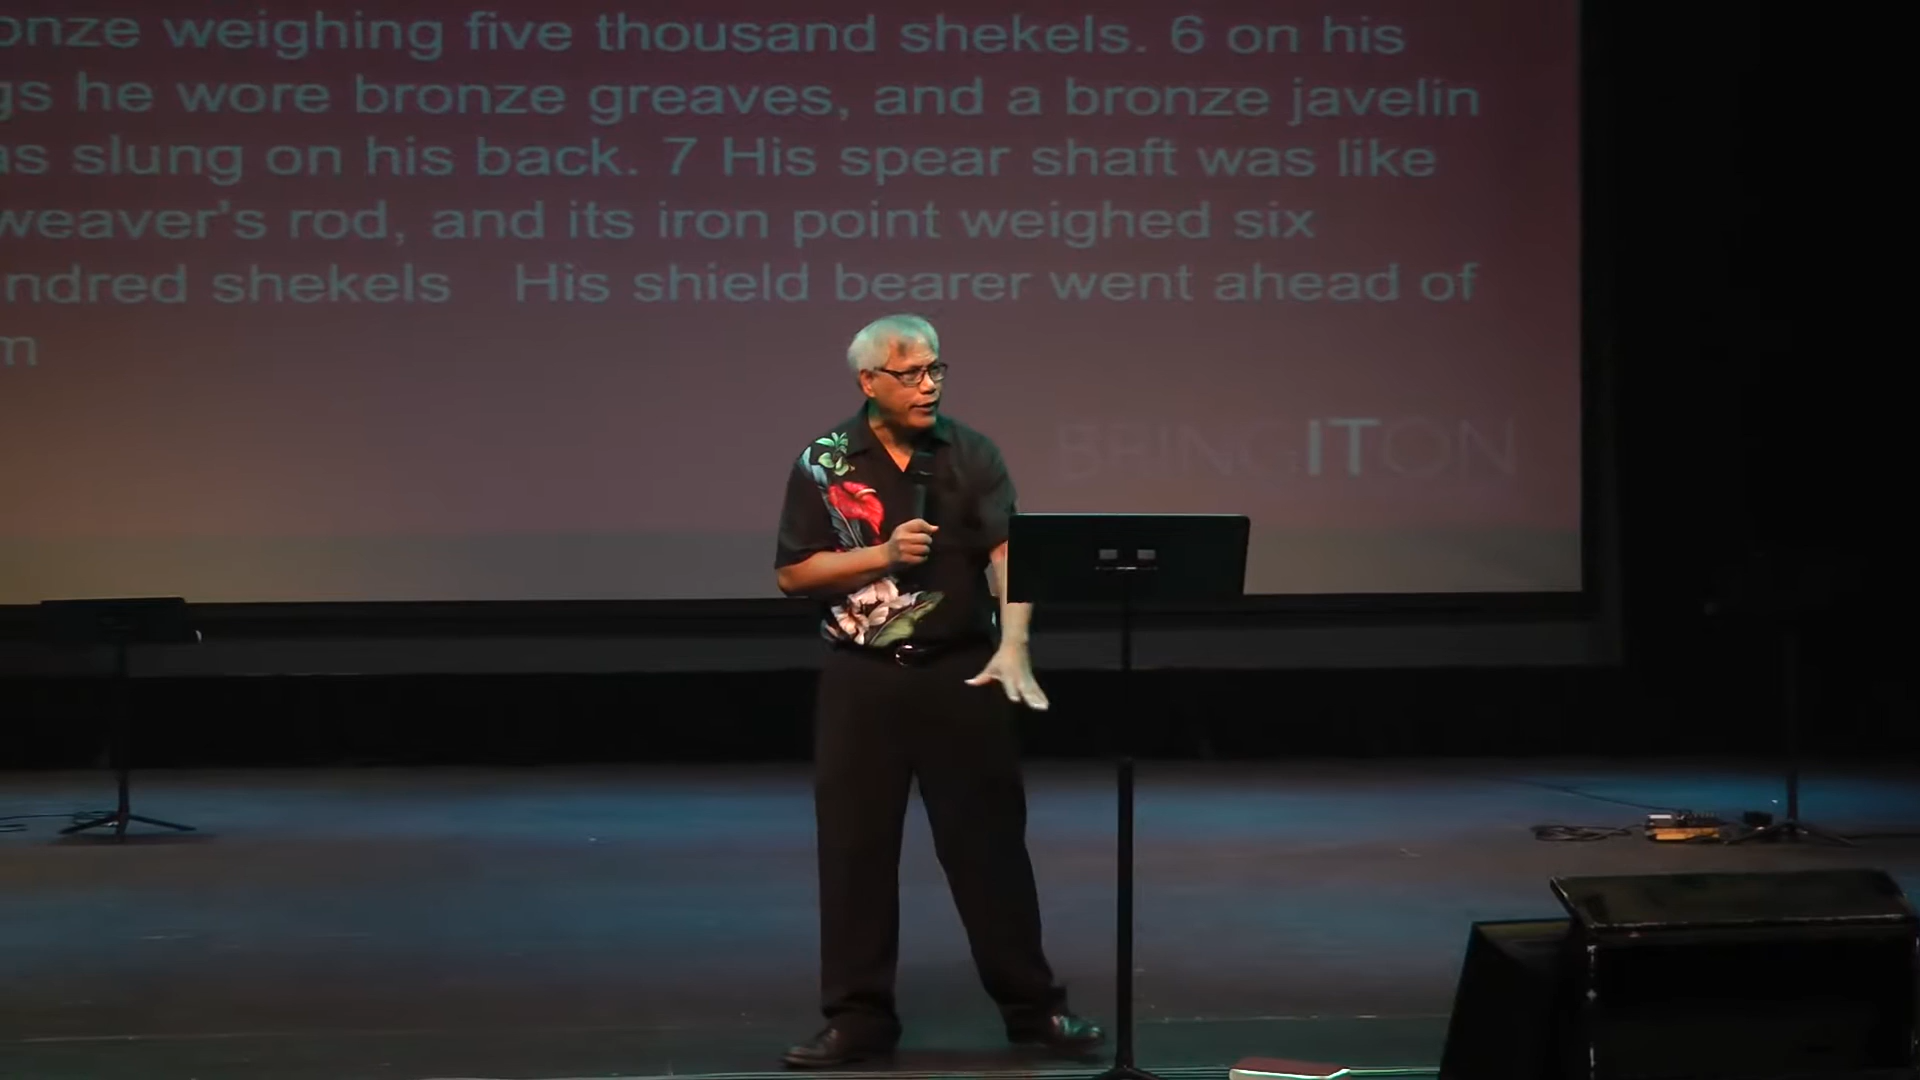 onze weighing five thousand shekels. 6 on his
gs he wore bronze greaves, and a bronze javelin
as slung on his back. 7 His spear shaft was like
weaver's rod, and its iron point weighed six
ndred shekels His shield bearer went ahead of
m
BRINGITON